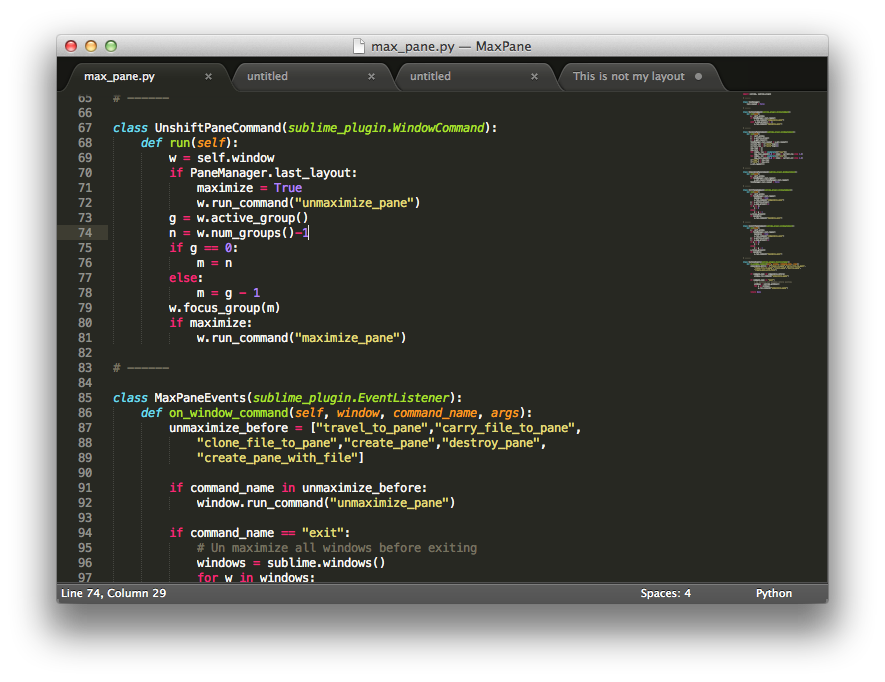 max_pane.py — MaxPane
max_pane.py × untitled × untitled × This is not my layout
65 # ──────
66
67 class UnshiftPaneCommand(sublime_plugin.WindowCommand):
68     def run(self):
69         w = self.window
70         if PaneManager.last_layout:
71             maximize = True
72             w.run_command("unmaximize_pane")
73         g = w.active_group()
74         n = w.num_groups()-1
75         if g == 0:
76             m = n
77         else:
78             m = g - 1
79         w.focus_group(m)
80         if maximize:
81             w.run_command("maximize_pane")
82
83 # ──────
84
85 class MaxPaneEvents(sublime_plugin.EventListener):
86     def on_window_command(self, window, command_name, args):
87         unmaximize_before = ["travel_to_pane","carry_file_to_pane",
88             "clone_file_to_pane","create_pane","destroy_pane",
89             "create_pane_with_file"]
90
91         if command_name in unmaximize_before:
92             window.run_command("unmaximize_pane")
93
94         if command_name == "exit":
95             # Un maximize all windows before exiting
96             windows = sublime.windows()
97             for w in windows:
Line 74, Column 29 Spaces: 4 Python